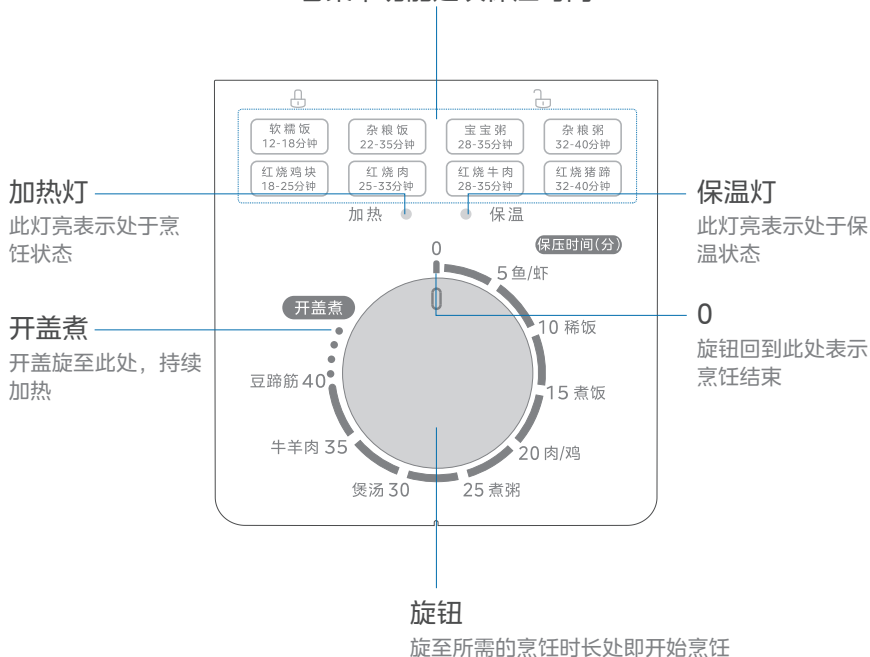 软糯饭 杂粮饭 宝宝粥 杂粮粥
12-18分钟 22-35分钟 28-35分钟 32-40分钟
红烧鸡块 红烧肉 红烧牛肉 红烧猪蹄
18-25分钟 25-33分钟 28-35分钟 32-40分钟
加热灯
此灯亮表示处于烹
饪状态
保温灯
此灯亮表示处于保
温状态
加热 保温
保压时间(分)
0
5 鱼/虾
10 稀饭
15 煮饭
20 肉/鸡
25 煮粥
煲汤 30
牛羊肉 35
豆蹄筋 40
开盖煮
开盖煮
开盖旋至此处，持续
加热
0
旋钮回到此处表示
烹饪结束
旋钮
旋至所需的烹饪时长处即开始烹饪